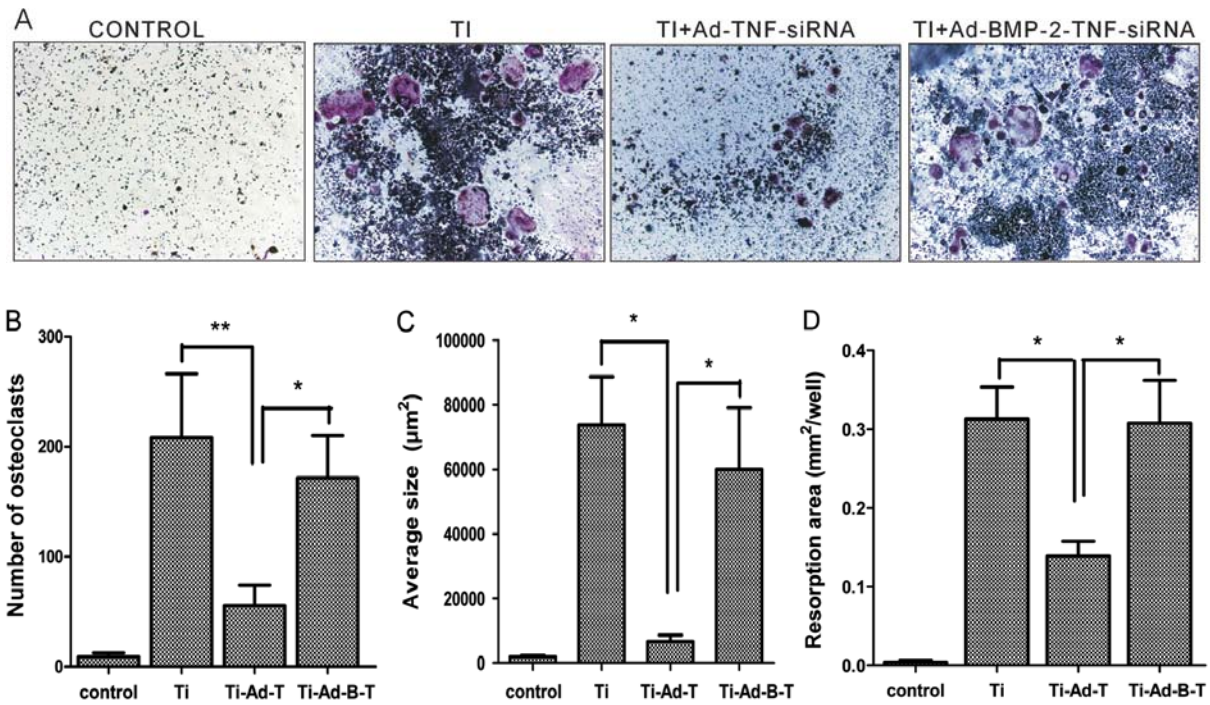 A
CONTROL
TI
TI+Ad-TNF-siRNA
TI+Ad-BMP-2-TNF-siRNA
B
Number of osteoclasts
300
200
100
0
**
*
control Ti Ti-Ad-T Ti-Ad-B-T
C
Average size (µm²)
100000
80000
60000
40000
20000
0
*
*
control Ti Ti-Ad-T Ti-Ad-B-T
D
Resorption area (mm²/well)
0.4
0.3
0.2
0.1
0.0
*
*
control Ti Ti-Ad-T Ti-Ad-B-T